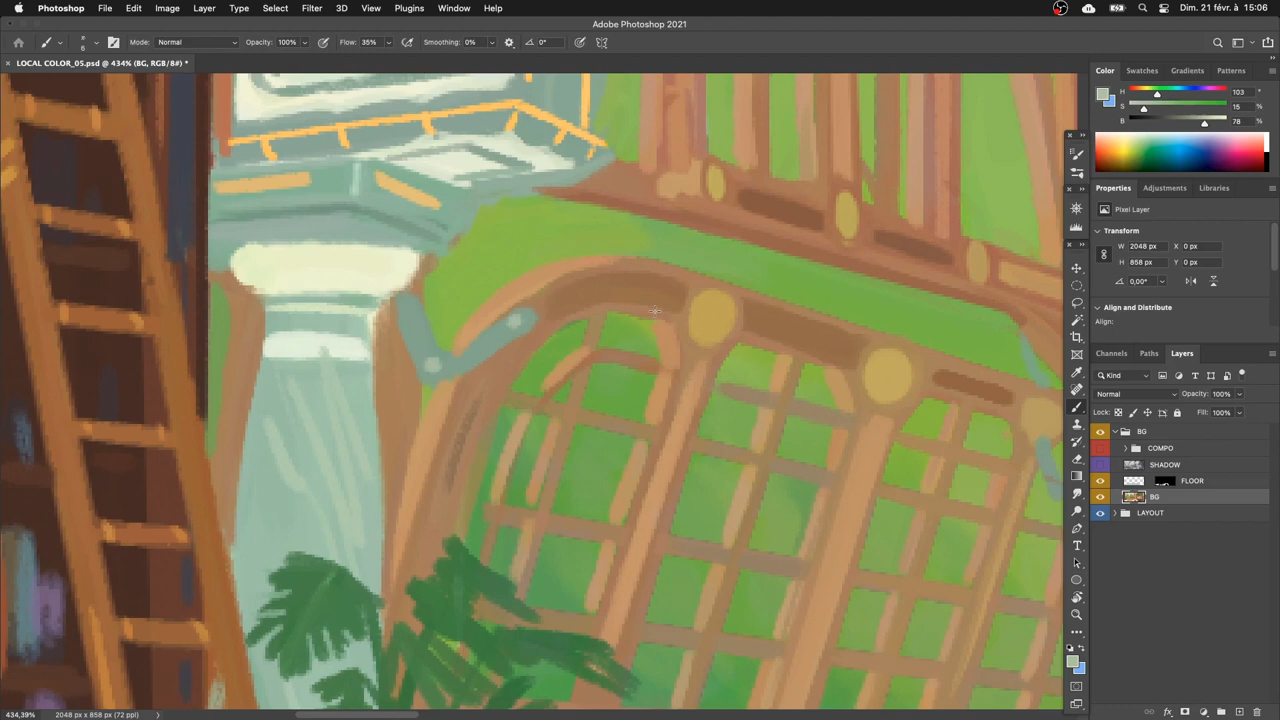 Photoshop File Edit Image Layer Type Select Filter 3D View Plugins Window Help Dim. 21 févr à 15:06
Adobe Photoshop 2021
6 Mode: Normal Opacity: 100% Flow: 35% Smoothing: 0% 0°
LOCAL COLOR_05.psd @ 434% (BG, RGB/8#) *
Color Swatches Gradients Patterns
H 103 °
S 15 %
B 78 %
Properties Adjustments Libraries
Pixel Layer
Transform
W 2048 px X 0 px
H 858 px Y 0 px
0,00°
Align and Distribute
Align:
Channels Paths Layers
Kind
Normal Opacity: 100%
Lock: Fill: 100%
BG
COMPO
SHADOW
FLOOR
BG
LAYOUT
434,39% 2048 px x 858 px (72 ppi)